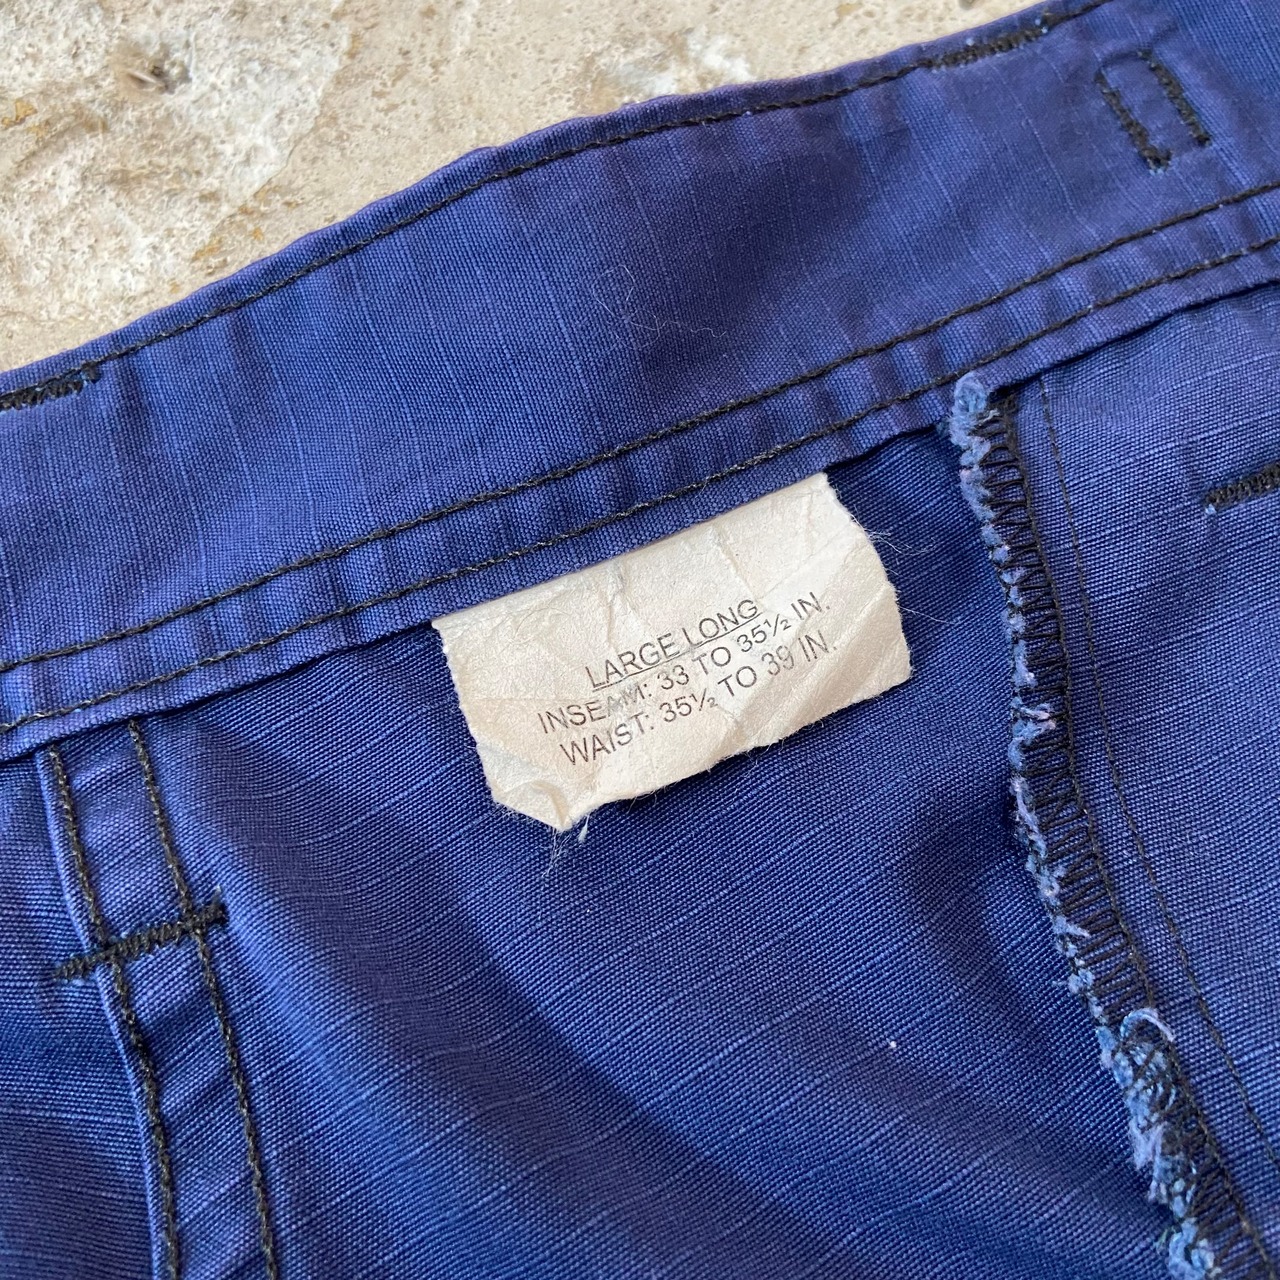 LARGE LONG
INSEAM: 33 TO 35½ IN.
WAIST: 35½ TO 39 IN.